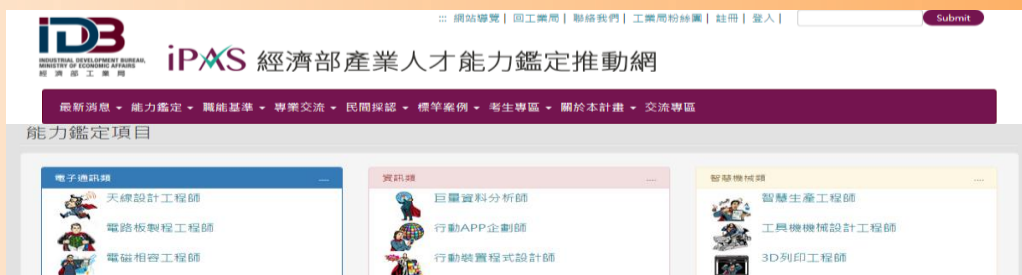 ::: 網站導覽| 回工業局| 聯絡我們| 工業局粉絲團| 註冊| 登入|
Submit
IDB
INDUSTRIAL DEVELOPMENT BUREAU,
MINISTRY OF ECONOMIC AFFAIRS
經濟部工業局
iPAS 經濟部產業人才能力鑑定推動網
最新消息 能力鑑定 職能基準 專業交流 民間採認 標竿案例 考生專區 關於本計畫 交流專區
能力鑑定項目
電子通訊類 ....
天線設計工程師
電路板製程工程師
電磁相容工程師
資訊類 ....
巨量資料分析師
行動APP企劃師
行動裝置程式設計師
智慧機械類 ....
智慧生產工程師
工具機機械設計工程師
3D列印工程師